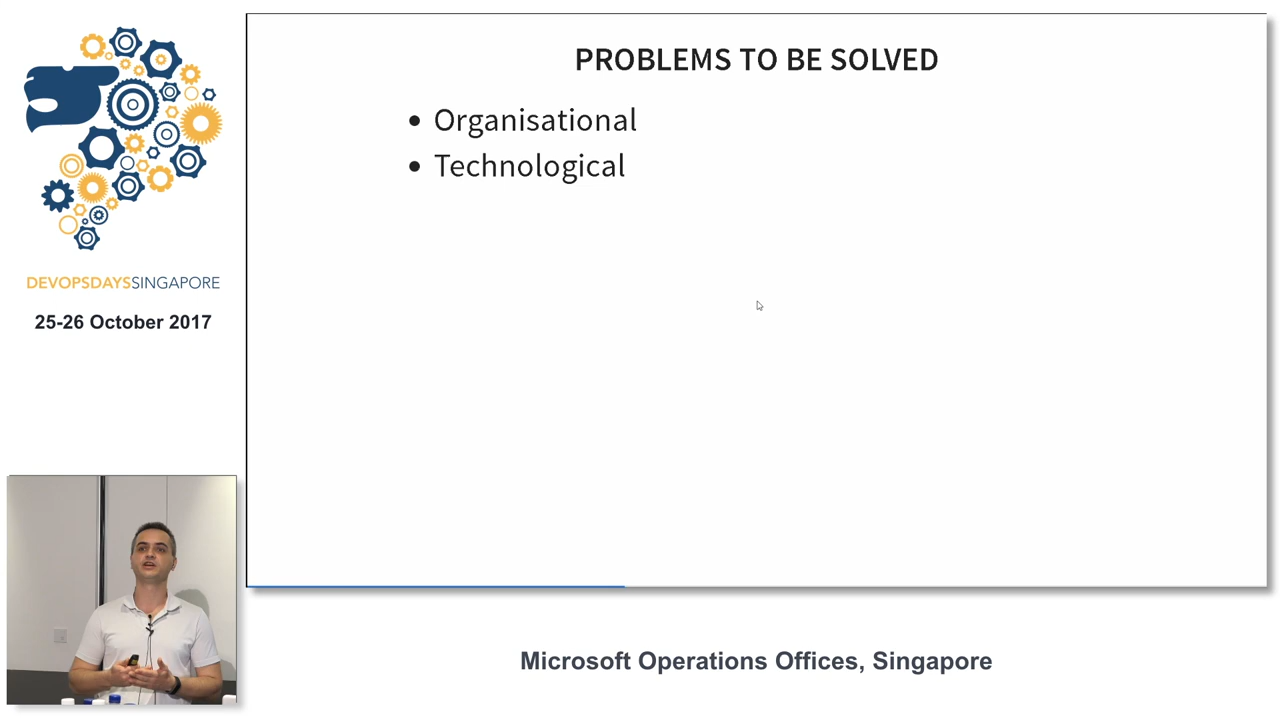 PROBLEMS TO BE SOLVED
• Organisational
• Technological
DEVOPSDAYSSINGAPORE
25-26 October 2017
Microsoft Operations Offices, Singapore